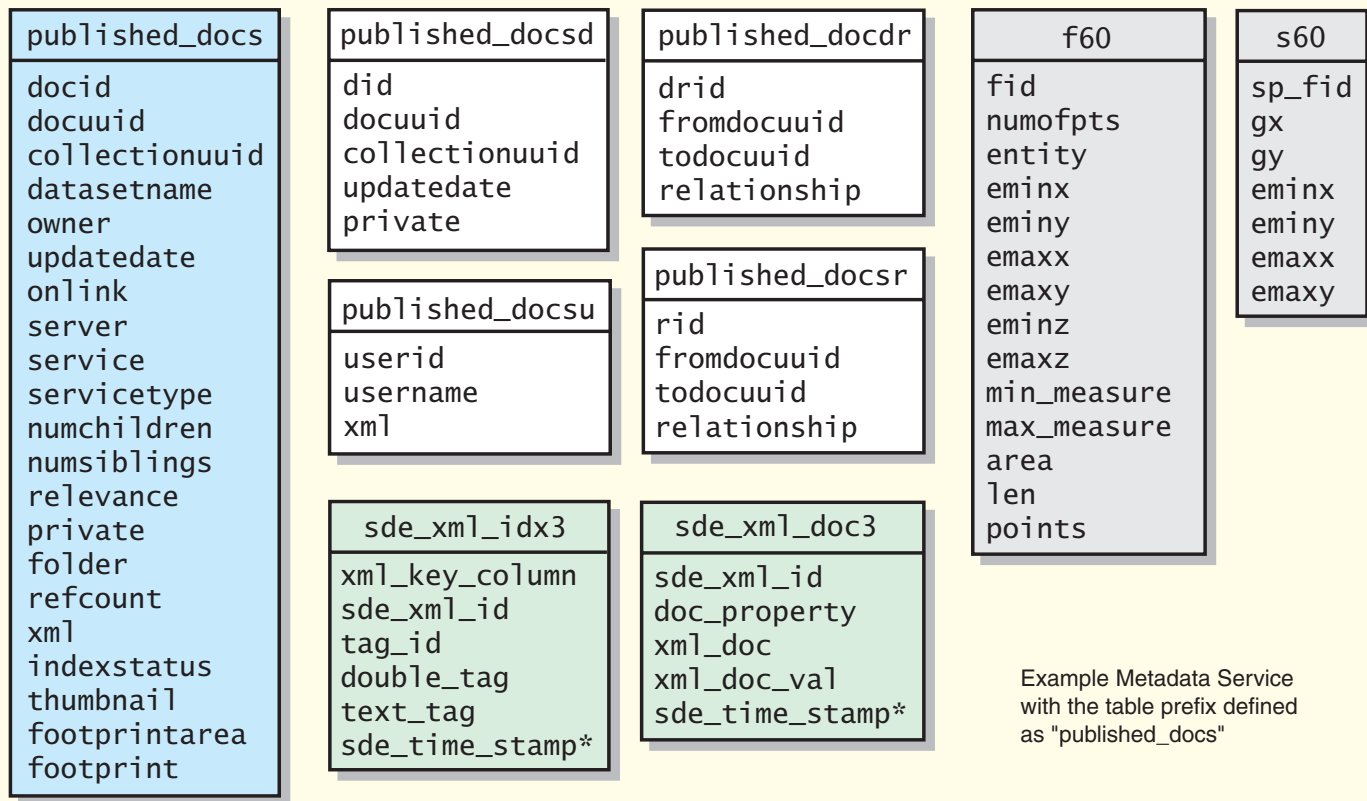 published_docs
docid
docuuid
collectionuuid
datasetname
owner
updatedate
onlink
server
service
servicetype
numchildren
numsiblings
relevance
private
folder
refcount
xml
indexstatus
thumbnail
footprintarea
footprint
published_docsd
did
docuuid
collectionuuid
updatedate
private
published_docsu
userid
username
xml
sde_xml_idx3
xml_key_column
sde_xml_id
tag_id
double_tag
text_tag
sde_time_stamp*
published_docdr
drid
fromdocuuid
todocuuid
relationship
published_docsr
rid
fromdocuuid
todocuuid
relationship
sde_xml_doc3
sde_xml_id
doc_property
xml_doc
xml_doc_val
sde_time_stamp*
f60
fid
numofpts
entity
eminx
eminy
emaxx
emaxy
eminz
emaxz
min_measure
max_measure
area
len
points
s60
sp_fid
gx
gy
eminx
eminy
emaxx
emaxy
Example Metadata Service
with the table prefix defined
as "published_docs"